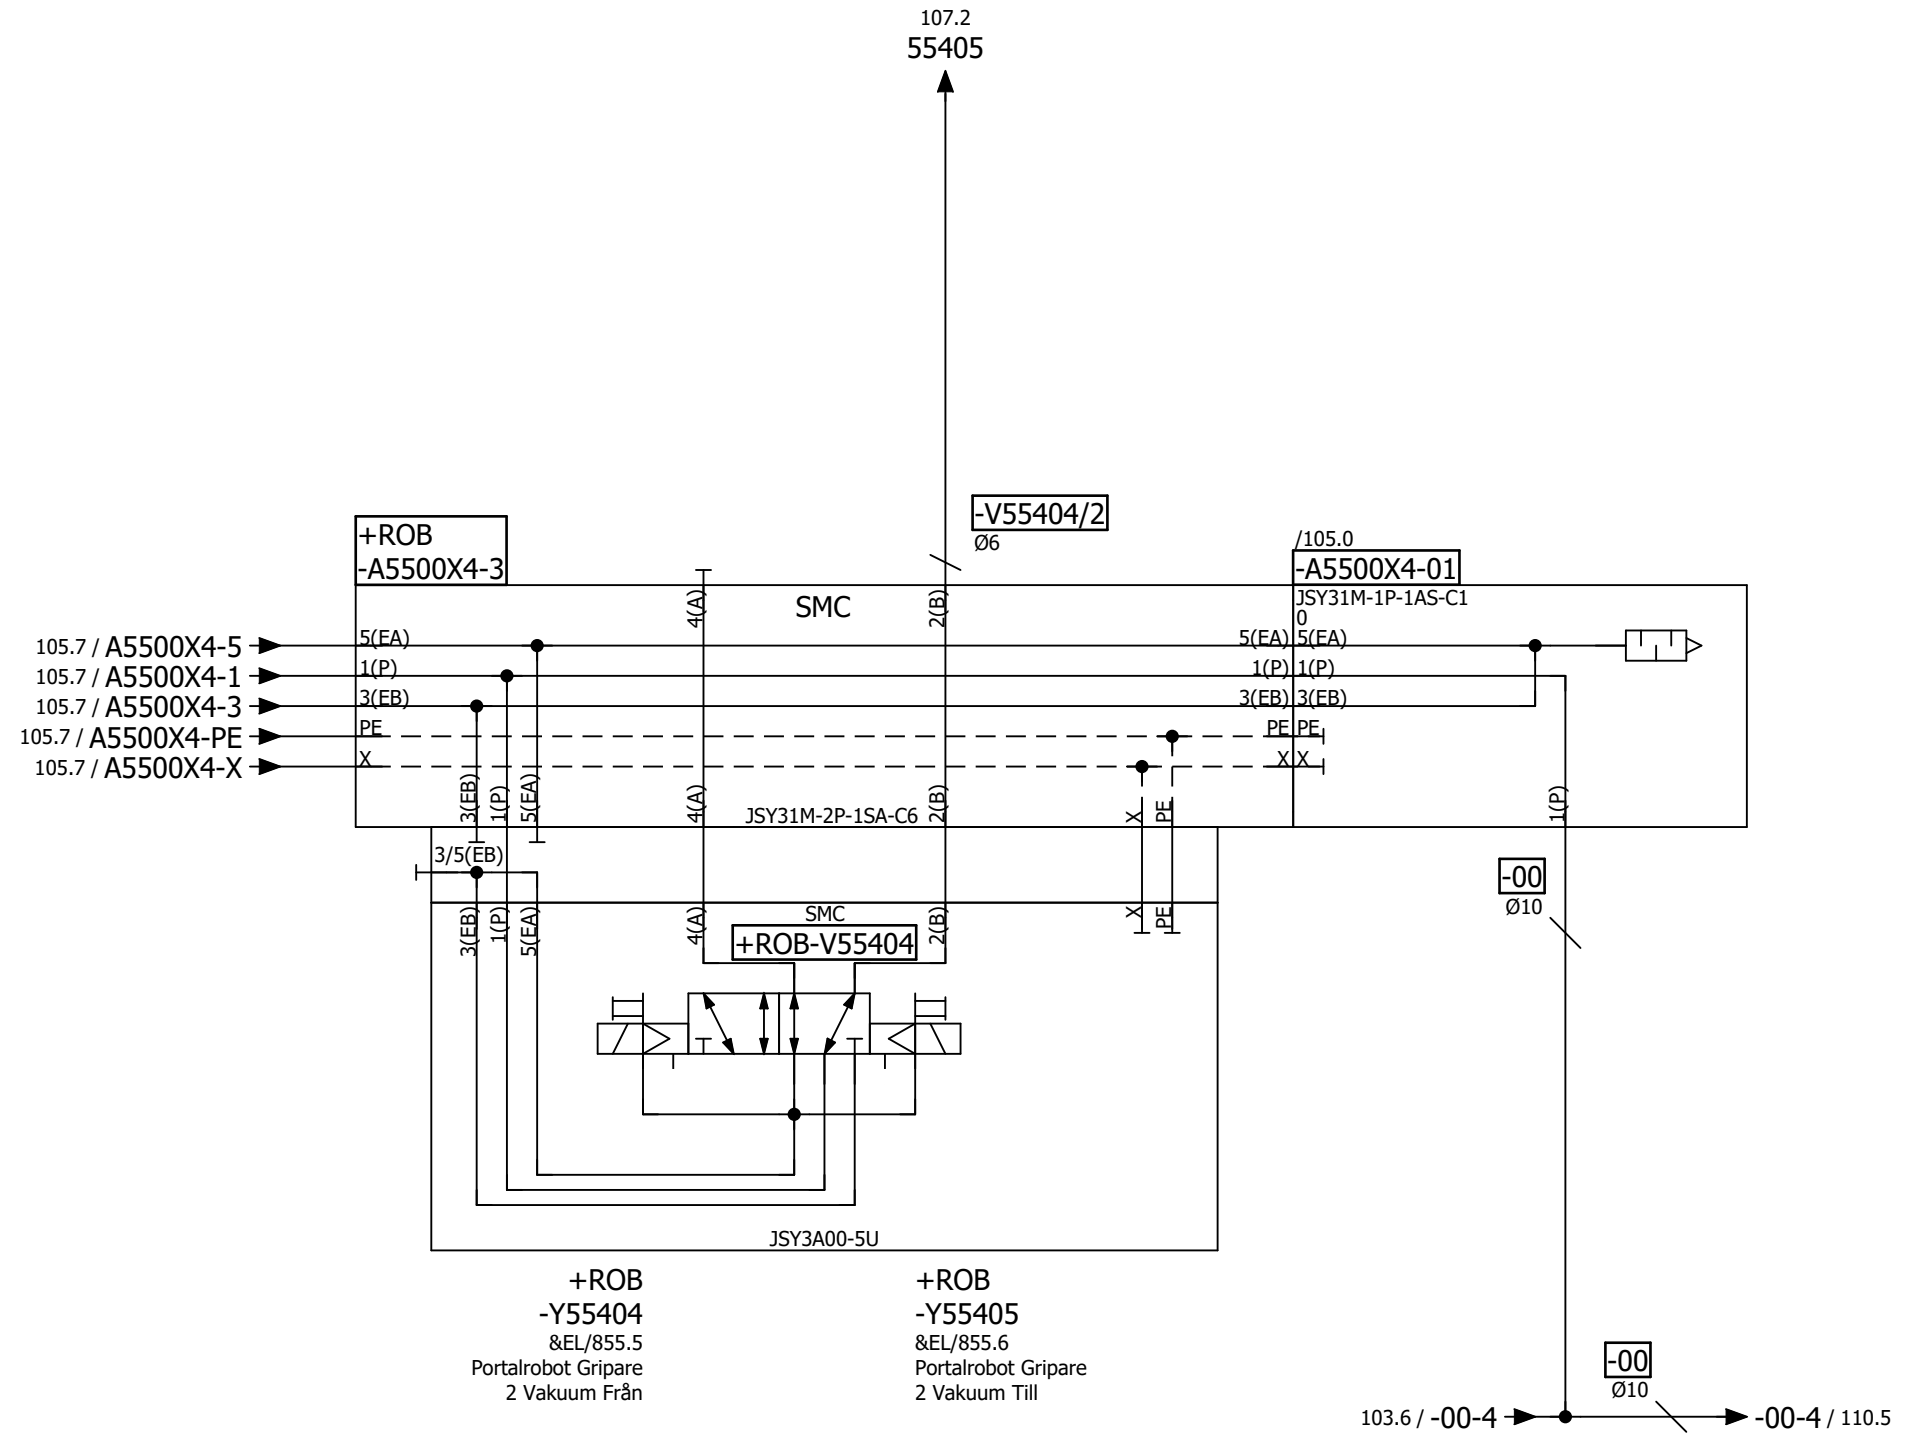 107.2
55405
-V55404/2
Ø6
+ROB
-A5500X4-3
/105.0
-A5500X4-01
JSY31M-1P-1AS-C1
0
4(A)
SMC
2(B)
105.7 / A5500X4-5
5(EA)
5(EA)
5(EA)
105.7 / A5500X4-1
1(P)
1(P)
1(P)
105.7 / A5500X4-3
3(EB)
3(EB)
3(EB)
105.7 / A5500X4-PE
PE
PE
PE
105.7 / A5500X4-X
X
X
X
3(EB)
1(P)
5(EA)
4(A)
JSY31M-2P-1SA-C6
2(B)
X
PE
1(P)
3/5(EB)
-00
Ø10
3(EB)
1(P)
5(EA)
4(A)
SMC
+ROB-V55404
2(B)
X
PE
JSY3A00-5U
+ROB
-Y55404
&EL/855.5
Portalrobot Gripare
2 Vakuum Från
+ROB
-Y55405
&EL/855.6
Portalrobot Gripare
2 Vakuum Till
-00
Ø10
103.6 / -00-4
-00-4 / 110.5